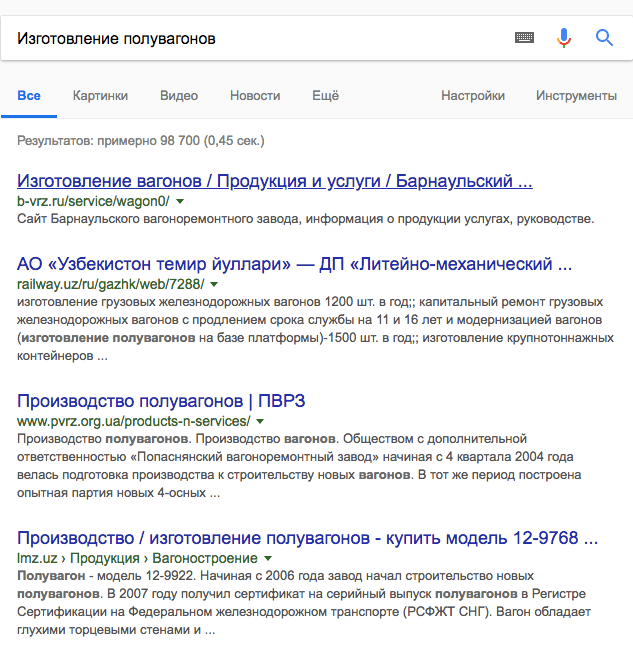 Изготовление полувагонов
Все Картинки Видео Новости Ещё Настройки Инструменты
Результатов: примерно 98 700 (0,45 сек.)
Изготовление вагонов / Продукция и услуги / Барнаульский ...
b-vrz.ru/service/wagon0/
Сайт Барнаульского вагоноремонтного завода, информация о продукции услугах, руководстве.
АО «Узбекистон темир йуллари» — ДП «Литейно-механический ...
railway.uz/ru/gazhk/web/7288/
изготовление грузовых железнодорожных вагонов 1200 шт. в год;; капитальный ремонт грузовых
железнодорожных вагонов с продлением срока службы на 11 и 16 лет и модернизацией вагонов
(изготовление полувагонов на базе платформы)-1500 шт. в год;; изготовление крупнотоннажных
контейнеров ...
Производство полувагонов | ПВРЗ
www.pvrz.org.ua/products-n-services/
Производство полувагонов. Производство вагонов. Обществом с дополнительной
ответственностью «Попаснянский вагоноремонтный завод» начиная с 4 квартала 2004 года
велась подготовка производства к строительству новых вагонов. В тот же период построена
опытная партия новых 4-осных ...
Производство / изготовление полувагонов - купить модель 12-9768 ...
lmz.uz › Продукция › Вагоностроение
Полувагон - модель 12-9922. Начиная с 2006 года завод начал строительство новых
полувагонов. В 2007 году получил сертификат на серийный выпуск полувагонов в Регистре
Сертификации на Федеральном железнодорожном транспорте (РСФЖТ СНГ). Вагон обладает
глухими торцевыми стенами и ...